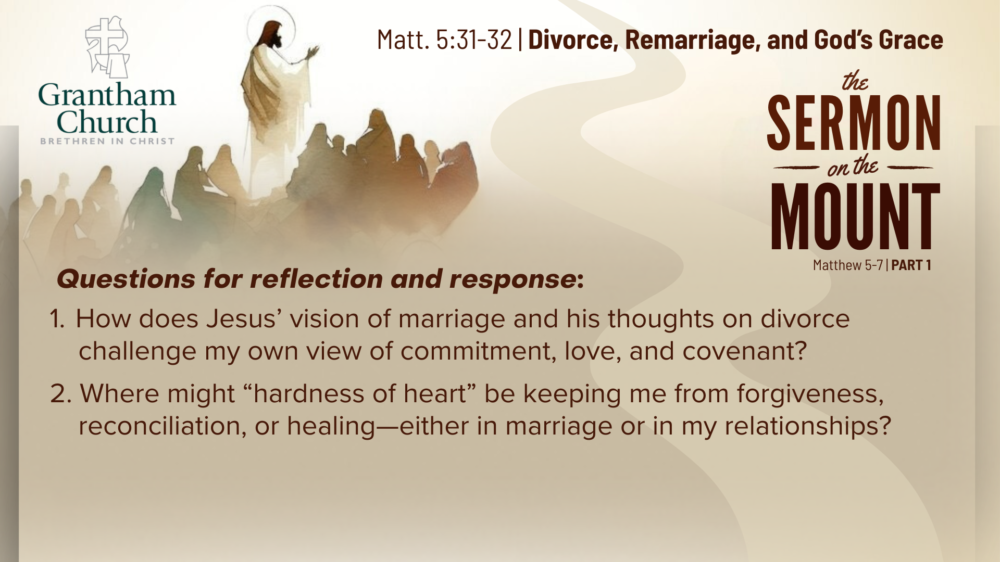 Grantham
Church
BRETHREN IN CHRIST
Matt. 5:31-32 | Divorce, Remarriage, and God’s Grace
the
SERMON
on the
MOUNT
Matthew 5-7 | PART 1
Questions for reflection and response:
1. How does Jesus’ vision of marriage and his thoughts on divorce
challenge my own view of commitment, love, and covenant?
2. Where might “hardness of heart” be keeping me from forgiveness,
reconciliation, or healing—either in marriage or in my relationships?